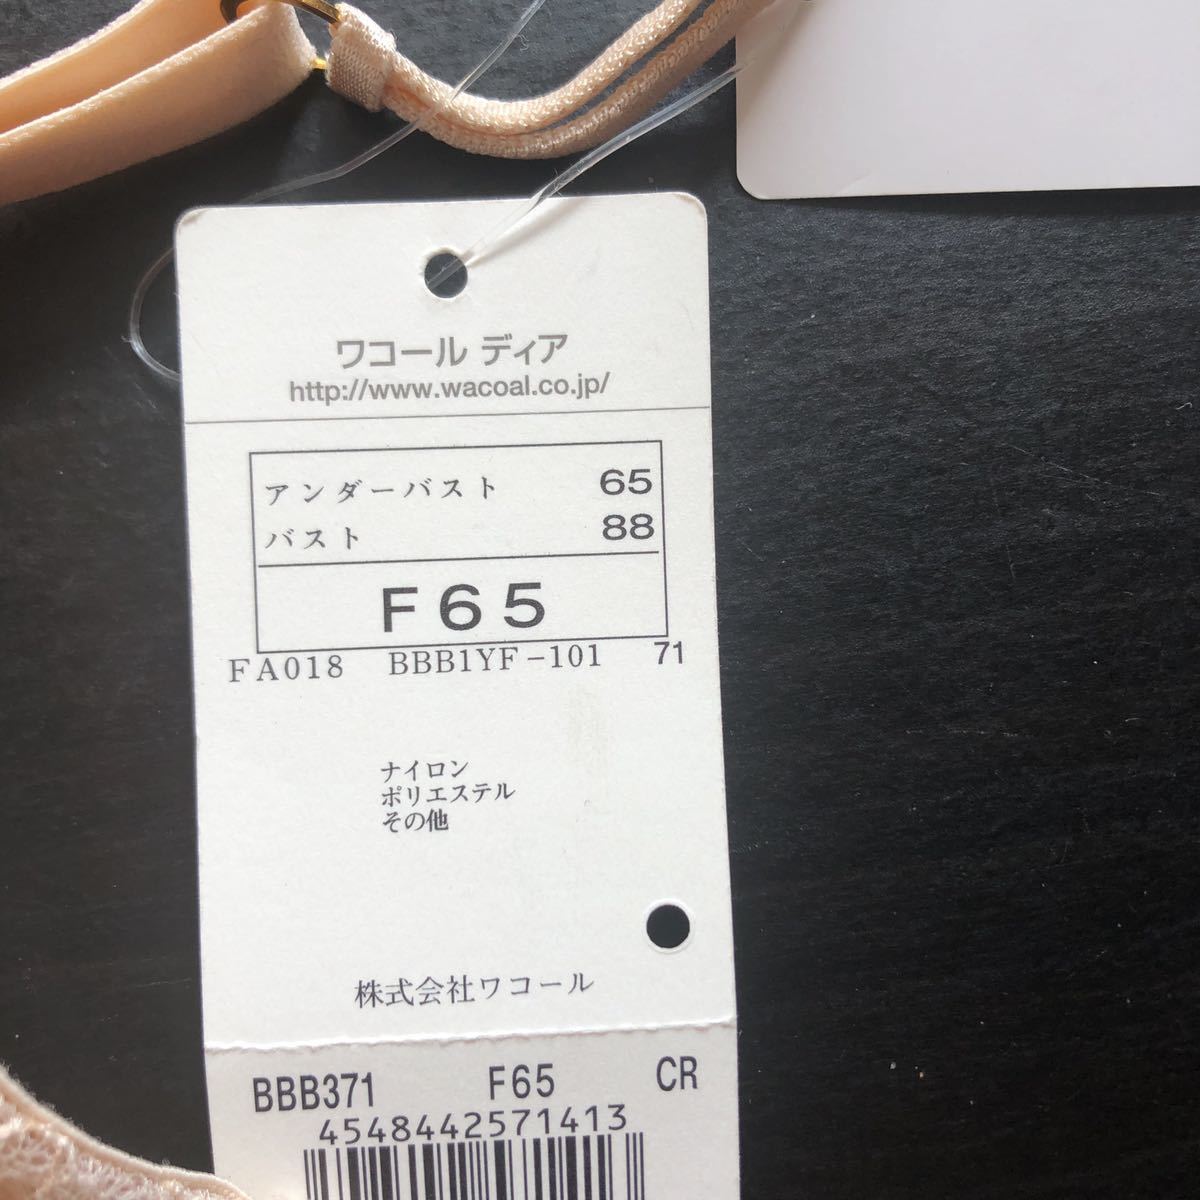 ワコール ディア
http://www.wacoal.co.jp/
アンダーバスト 65
バスト 88
F65
FA018 BBB1YF-101 71
ナイロン
ポリエステル
その他
株式会社ワコール
BBB371 F65 CR
4548442571413